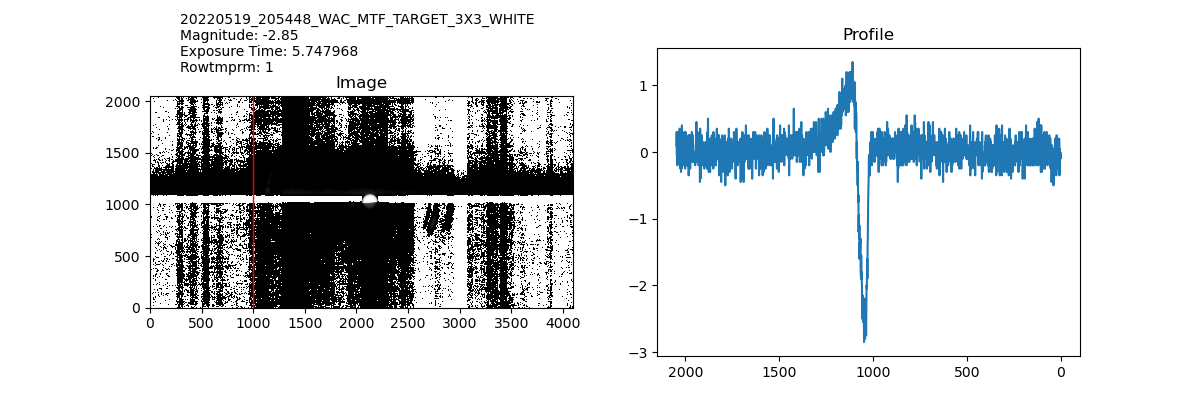 20220519_205448_WAC_MTF_TARGET_3X3_WHITE
Magnitude: -2.85
Exposure Time: 5.747968
Rowtmprm: 1
Image
2000
1500
1000
500
0
0 500 1000 1500 2000 2500 3000 3500 4000
Profile
1
0
−1
−2
−3
2000 1500 1000 500 0